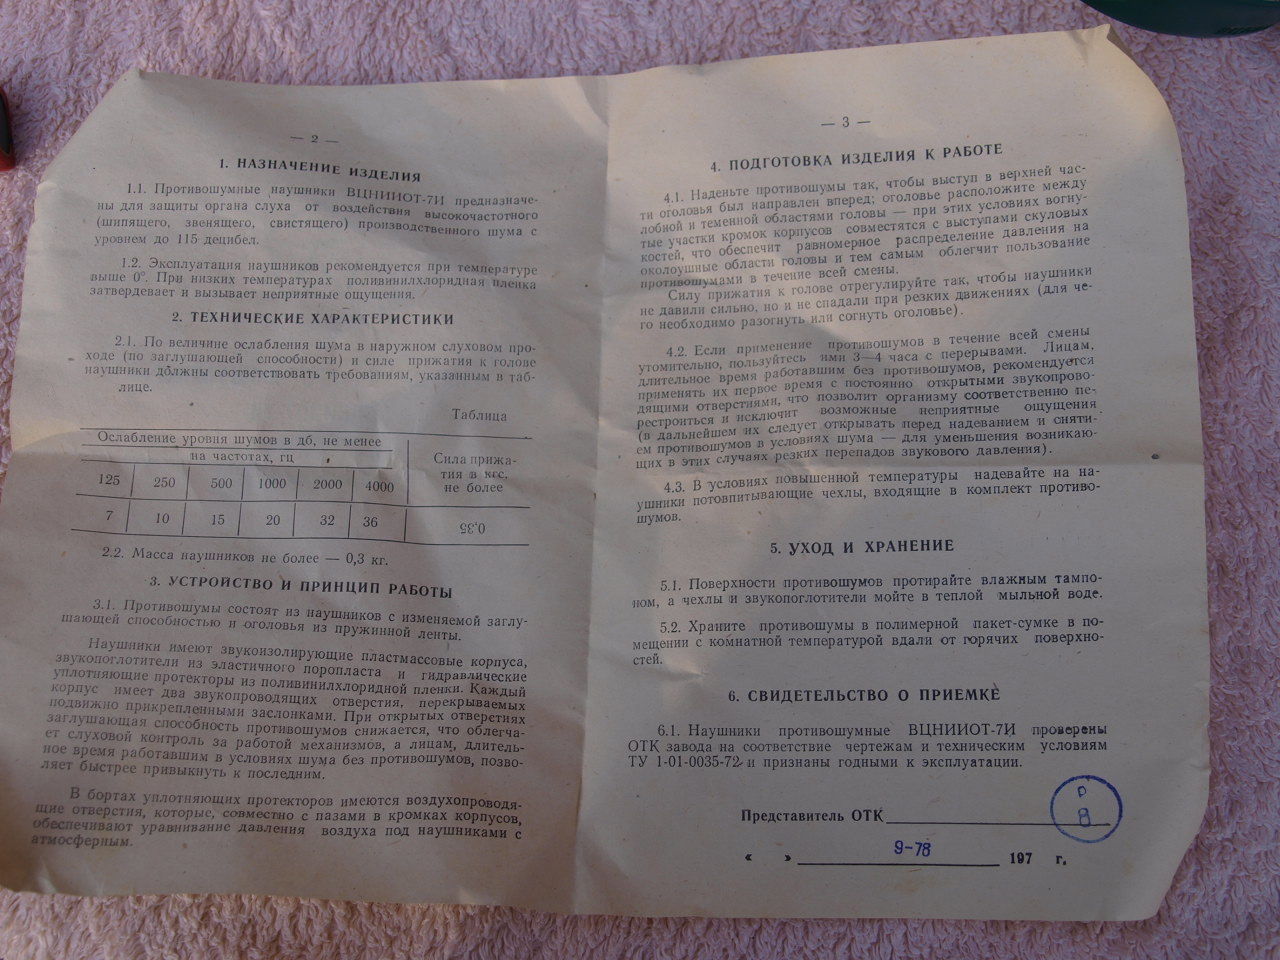 — 2 —
1. НАЗНАЧЕНИЕ ИЗДЕЛИЯ
1.1. Противошумные наушники ВЦНИИОТ-7И предназначе-
ны для защиты органа слуха от воздействия высокочастотного
(шипящего, звенящего, свистящего) производственного шума с
уровнем до 115 децибел.
1.2. Эксплуатация наушников рекомендуется при температуре
выше 0°. При низких температурах поливинилхлоридная пленка
затвердевает и вызывает неприятные ощущения.
2. ТЕХНИЧЕСКИЕ ХАРАКТЕРИСТИКИ
2.1. По величине ослабления шума в наружном слуховом про-
ходе (по заглушающей способности) и силе прижатия к голове
наушники должны соответствовать требованиям, указанным в таб-
лице.
Таблица
Ослабление уровня шумов в дб, не менее
на частотах, гц
Сила прижа-
тия в кгс,
не более
125 250 500 1000 2000 4000
7 10 15 20 32 36 0,35
2.2. Масса наушников не более — 0,3 кг.
3. УСТРОЙСТВО И ПРИНЦИП РАБОТЫ
3.1. Противошумы состоят из наушников с изменяемой заглу-
шающей способностью и оголовья из пружинной ленты.
Наушники имеют звукоизолирующие пластмассовые корпуса,
звукопоглотители из эластичного поропласта и гидравлические
уплотняющие протекторы из поливинилхлоридной пленки. Каждый
корпус имеет два звукопроводящих отверстия, перекрываемых
подвижно прикрепленными заслонками. При открытых отверстиях
заглушающая способность противошумов снижается, что облегча-
ет слуховой контроль за работой механизмов, а лицам, длитель-
ное время работавшим в условиях шума без противошумов, позво-
ляет быстрее привыкнуть к последним.
В бортах уплотняющих протекторов имеются воздухопроводя-
щие отверстия, которые, совместно с пазами в кромках корпусов,
обеспечивают уравнивание давления воздуха под наушниками с
атмосферным.
— 3 —
4. ПОДГОТОВКА ИЗДЕЛИЯ К РАБОТЕ
4.1. Наденьте противошумы так, чтобы выступ в верхней час-
ти оголовья был направлен вперед; оголовье расположите между
лобной и теменной областями головы — при этих условиях вогну-
тые участки кромок корпусов совместятся с выступами скуловых
костей, что обеспечит равномерное распределение давления на
околоушные области головы и тем самым облегчит пользование
противошумами в течение всей смены.
Силу прижатия к голове отрегулируйте так, чтобы наушники
не давили сильно, но и не спадали при резких движениях (для че-
го необходимо разогнуть или согнуть оголовье).
4.2. Если применение противошумов в течение всей смены
утомительно, пользуйтесь ими 3—4 часа с перерывами. Лицам,
длительное время работавшим без противошумов, рекомендуется
применять их первое время с постоянно открытыми звукопрово-
дящими отверстиями, что позволит организму соответственно пе-
рестроиться и исключит возможные неприятные ощущения
(в дальнейшем их следует открывать перед надеванием и сняти-
ем противошумов в условиях шума — для уменьшения возникаю-
щих в этих случаях резких перепадов звукового давления).
4.3. В условиях повышенной температуры надевайте на на-
ушники потовпитывающие чехлы, входящие в комплект противо-
шумов.
5. УХОД И ХРАНЕНИЕ
5.1. Поверхности противошумов протирайте влажным тампо-
ном, а чехлы и звукопоглотители мойте в теплой мыльной воде.
5.2. Храните противошумы в полимерной пакет-сумке в по-
мещении с комнатной температурой вдали от горячих поверхно-
стей.
6. СВИДЕТЕЛЬСТВО О ПРИЕМКЕ
6.1. Наушники противошумные ВЦНИИОТ-7И проверены
ОТК завода на соответствие чертежам и техническим условиям
ТУ 1-01-0035-72 и признаны годными к эксплуатации.
Р
8
Представитель ОТК
9-78
« » 197 г.